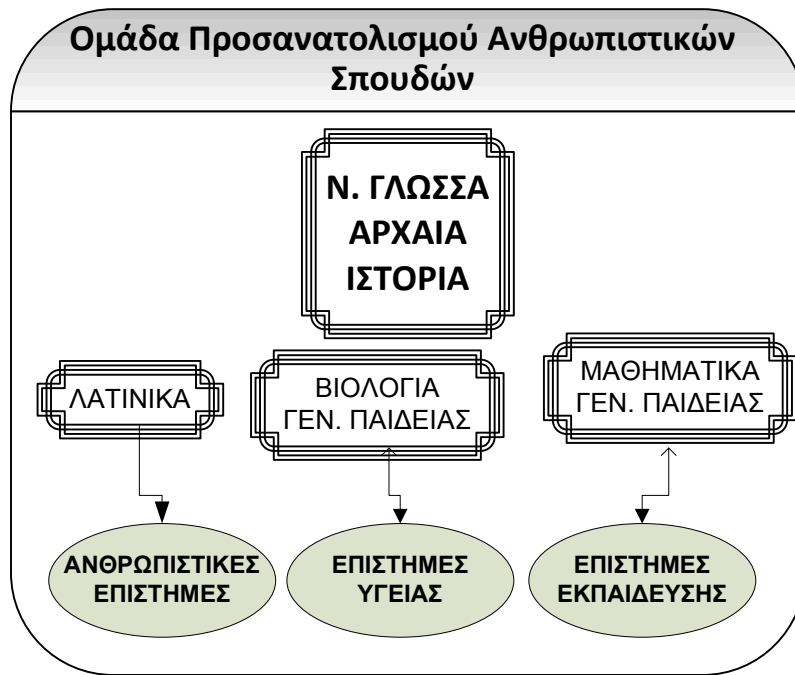 Ομάδα Προσανατολισμού Ανθρωπιστικών
Σπουδών
Ν. ΓΛΩΣΣΑ
ΑΡΧΑΙΑ
ΙΣΤΟΡΙΑ
ΛΑΤΙΝΙΚΑ
ΒΙΟΛΟΓΙΑ
ΓΕΝ. ΠΑΙΔΕΙΑΣ
ΜΑΘΗΜΑΤΙΚΑ
ΓΕΝ. ΠΑΙΔΕΙΑΣ
ΑΝΘΡΩΠΙΣΤΙΚΕΣ
ΕΠΙΣΤΗΜΕΣ
ΕΠΙΣΤΗΜΕΣ
ΥΓΕΙΑΣ
ΕΠΙΣΤΗΜΕΣ
ΕΚΠΑΙΔΕΥΣΗΣ